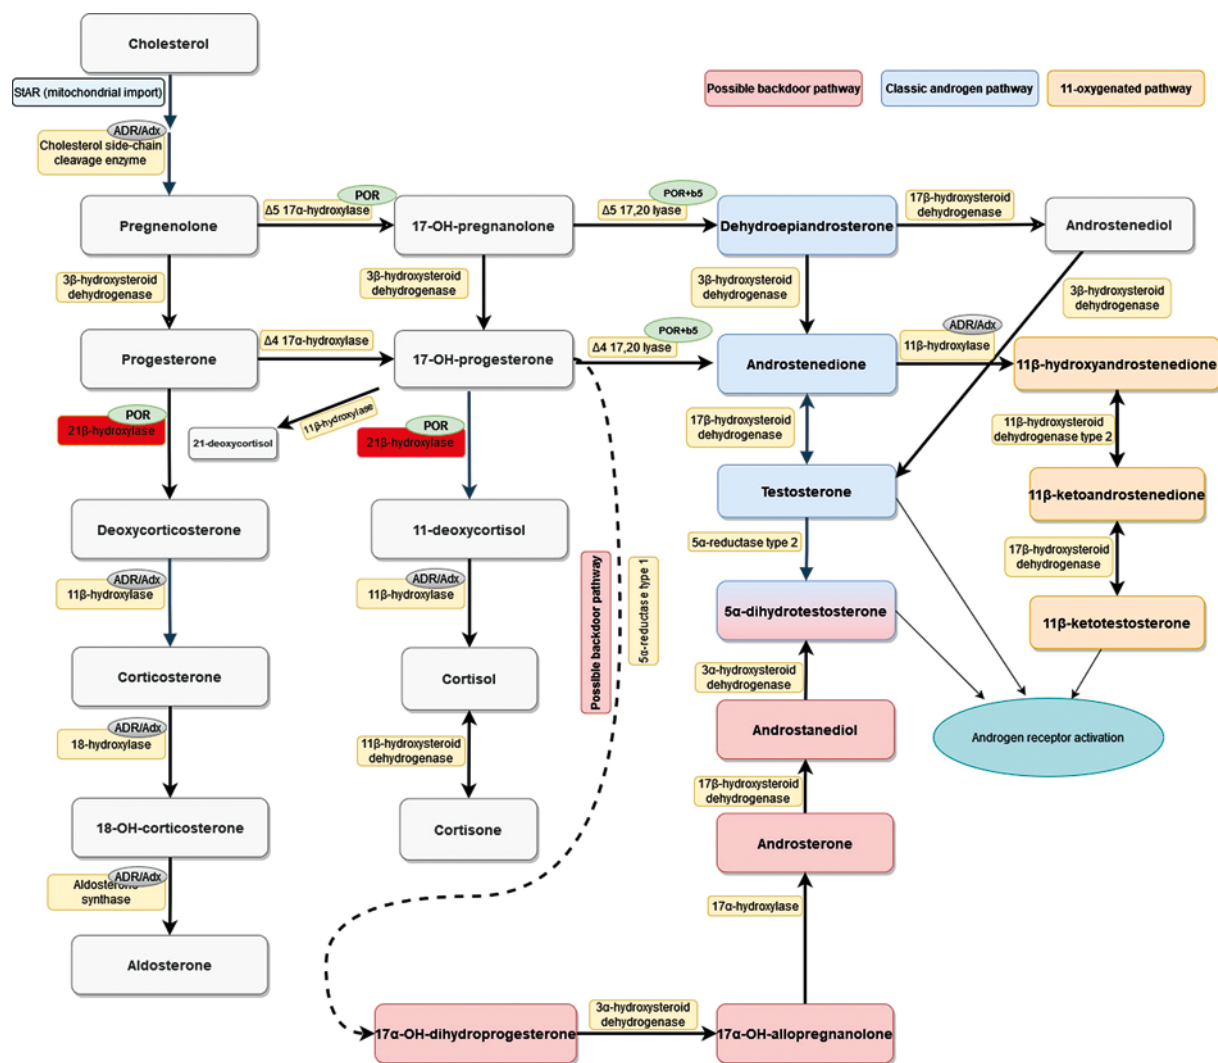 Cholesterol
StAR (mitochondrial import)
Possible backdoor pathway
Classic androgen pathway
11-oxygenated pathway
ADR/Adx
Cholesterol side-chain
cleavage enzyme
POR
Δ5 17α-hydroxylase
POR+b5
Δ5 17,20 lyase
17β-hydroxysteroid
dehydrogenase
Pregnenolone
17-OH-pregnanolone
Dehydroepiandrosterone
Androstenediol
3β-hydroxysteroid
dehydrogenase
3β-hydroxysteroid
dehydrogenase
3β-hydroxysteroid
dehydrogenase
3β-hydroxysteroid
dehydrogenase
Δ4 17α-hydroxylase
POR+b5
Δ4 17,20 lyase
ADR/Adx
11β-hydroxylase
Progesterone
17-OH-progesterone
Androstenedione
11β-hydroxyandrostenedione
POR
21β-hydroxylase
11β-hydroxylase
21-deoxycortisol
POR
21β-hydroxylase
17β-hydroxysteroid
dehydrogenase
11β-hydroxysteroid
dehydrogenase type 2
Testosterone
11β-ketoandrostenedione
Deoxycorticosterone
11-deoxycortisol
5α-reductase type 2
17β-hydroxysteroid
dehydrogenase
ADR/Adx
11β-hydroxylase
ADR/Adx
11β-hydroxylase
Possible backdoor pathway
5α-reductase type 1
5α-dihydrotestosterone
11β-ketotestosterone
Corticosterone
Cortisol
3α-hydroxysteroid
dehydrogenase
Androstanediol
Androgen receptor activation
ADR/Adx
18-hydroxylase
11β-hydroxysteroid
dehydrogenase
17β-hydroxysteroid
dehydrogenase
18-OH-corticosterone
Cortisone
Androsterone
ADR/Adx
Aldosterone
synthase
17α-hydroxylase
Aldosterone
17α-OH-dihydroprogesterone
3α-hydroxysteroid
dehydrogenase
17α-OH-allopregnanolone